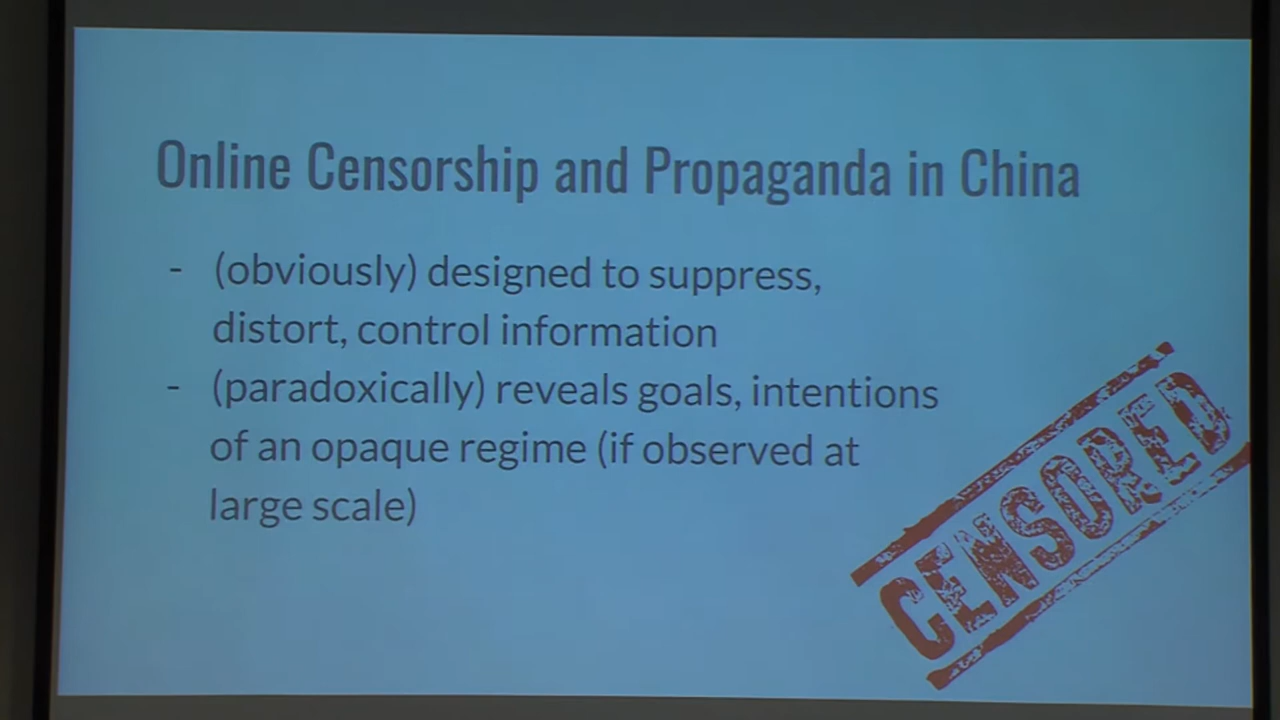 Online Censorship and Propaganda in China
- (obviously) designed to suppress,
distort, control information
- (paradoxically) reveals goals, intentions
of an opaque regime (if observed at
large scale)
CENSORED